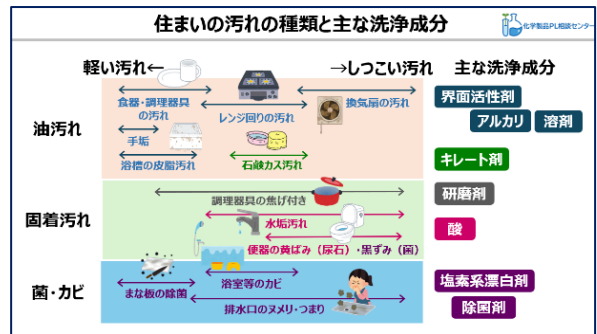 住まいの汚れの種類と主な洗浄成分
化学製品PL相談センター
軽い汚れ← →しつこい汚れ 主な洗浄成分
油汚れ
食器・調理器具
の汚れ
レンジ回りの汚れ
換気扇の汚れ
手垢
浴槽の皮脂汚れ
石鹸カス汚れ
界面活性剤
アルカリ 溶剤
キレート剤
固着汚れ
調理器具の焦げ付き
水垢汚れ
便器の黄ばみ（尿石）・黒ずみ（菌）
研磨剤
酸
菌・カビ
まな板の除菌
浴室等のカビ
排水口のヌメリ・つまり
塩素系漂白剤
除菌剤